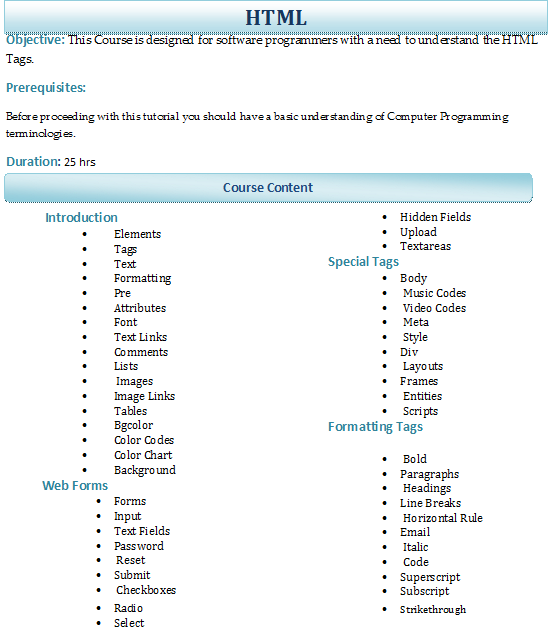 HTML
Objective: This Course is designed for software programmers with a need to understand the HTML
Tags.
Prerequisites:
Before proceeding with this tutorial you should have a basic understanding of Computer Programming
terminologies.
Duration: 25 hrs
Course Content
Introduction
• Elements
• Tags
• Text
• Formatting
• Pre
• Attributes
• Font
• Text Links
• Comments
• Lists
• Images
• Image Links
• Tables
• Bgcolor
• Color Codes
• Color Chart
• Background
Web Forms
• Forms
• Input
• Text Fields
• Password
• Reset
• Submit
• Checkboxes
• Radio
• Select
• Hidden Fields
• Upload
• Textareas
Special Tags
• Body
• Music Codes
• Video Codes
• Meta
• Style
• Div
• Layouts
• Frames
• Entities
• Scripts
Formatting Tags
• Bold
• Paragraphs
• Headings
• Line Breaks
• Horizontal Rule
• Email
• Italic
• Code
• Superscript
• Subscript
• Strikethrough